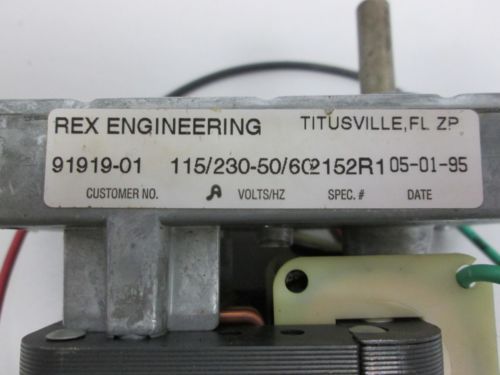 REX ENGINEERING TITUSVILLE, FL ZP
91919-01 115/230-50/60 2152R1 05-01-95
CUSTOMER NO. A VOLTS/HZ SPEC. # DATE